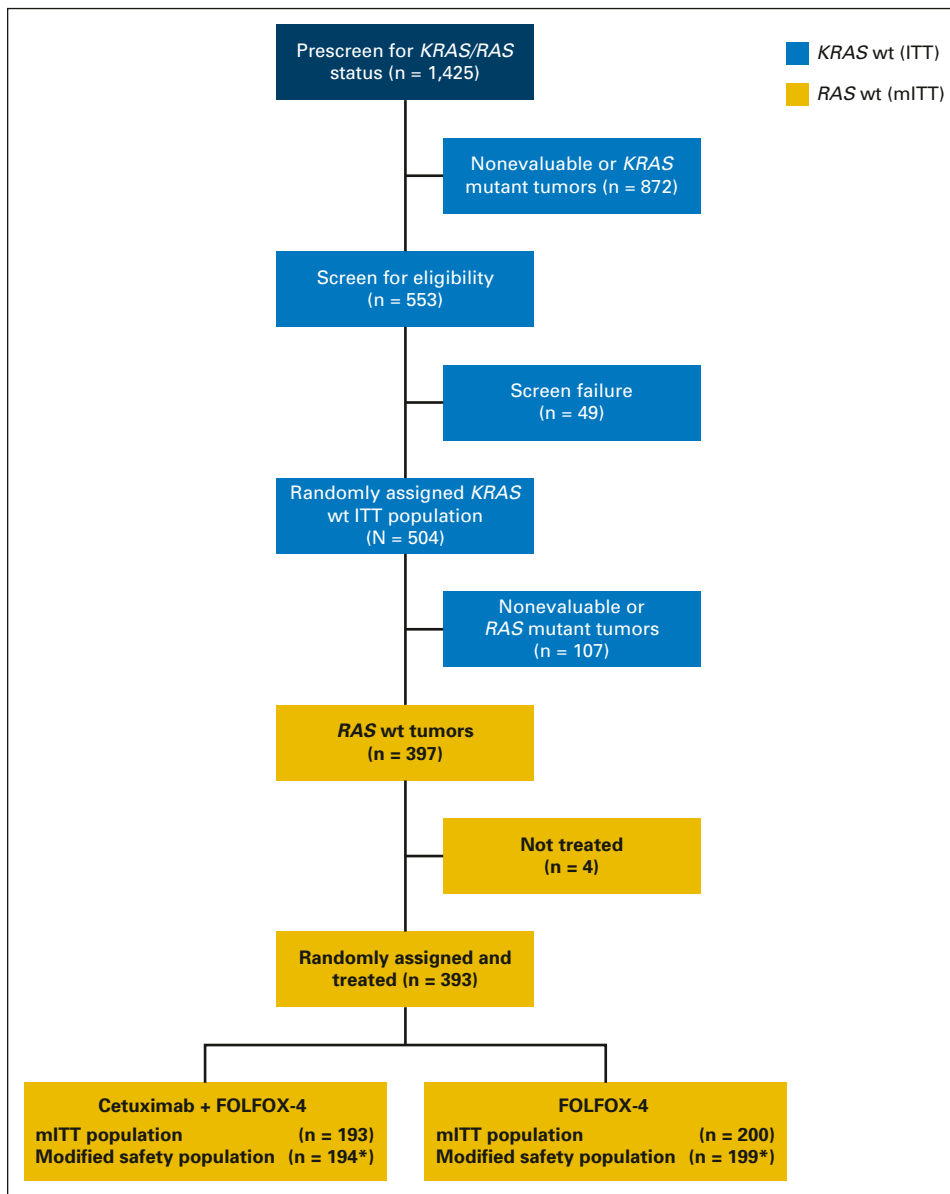 Prescreen for KRAS/RAS
status (n = 1,425)
KRAS wt (ITT)
RAS wt (mITT)
Nonevaluable or KRAS
mutant tumors (n = 872)
Screen for eligibility
(n = 553)
Screen failure
(n = 49)
Randomly assigned KRAS
wt ITT population
(N = 504)
Nonevaluable or
RAS mutant tumors
(n = 107)
RAS wt tumors
(n = 397)
Not treated
(n = 4)
Randomly assigned and
treated (n = 393)
Cetuximab + FOLFOX-4
mITT population (n = 193)
Modified safety population (n = 194*)
FOLFOX-4
mITT population (n = 200)
Modified safety population (n = 199*)